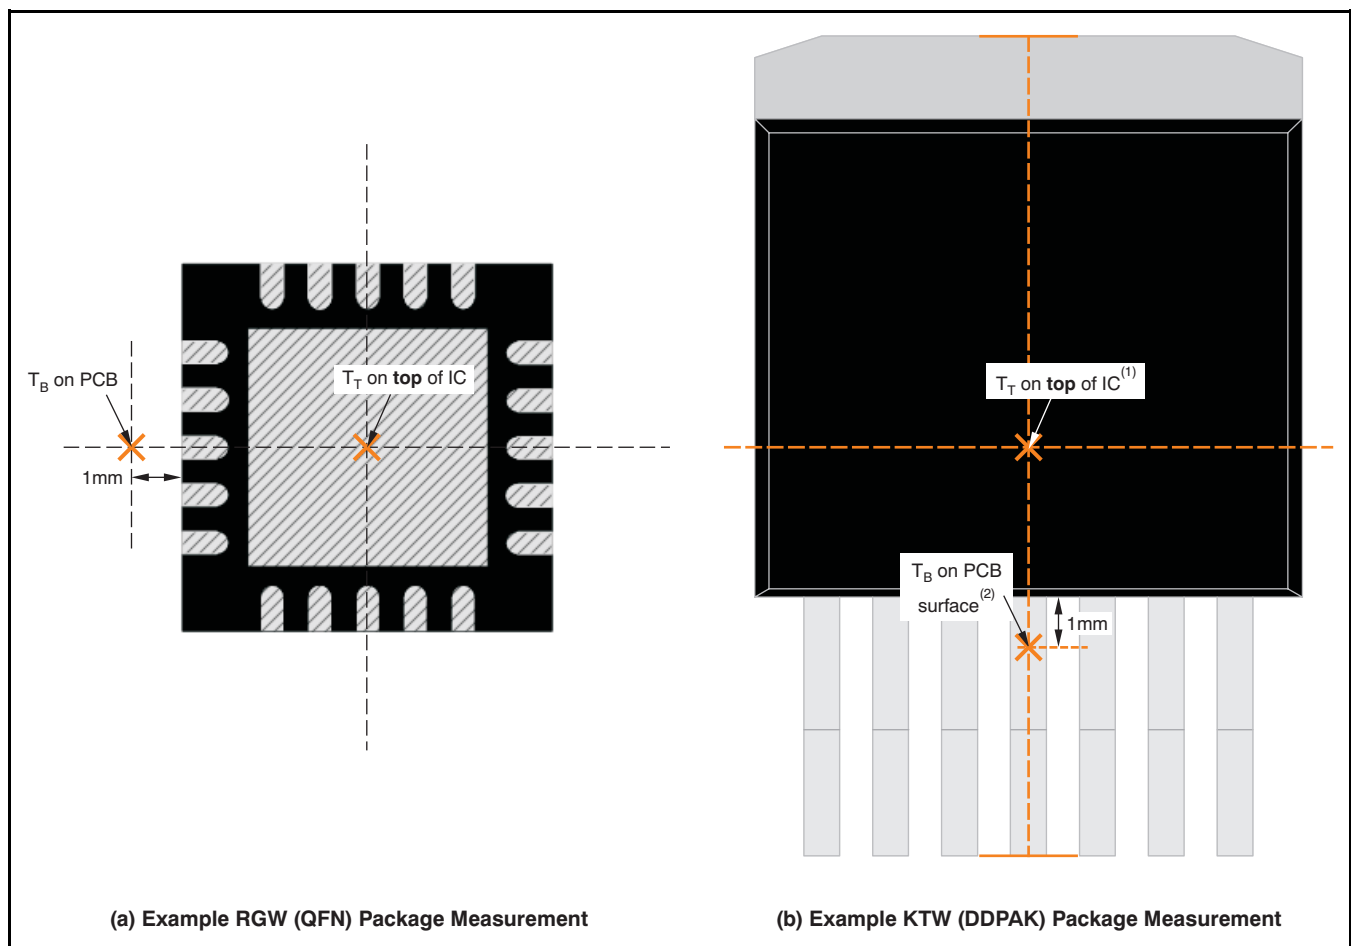 T_B on PCB
T_T on top of IC
1mm
T_T on top of IC(1)
T_B on PCB
surface(2)
1mm
(a) Example RGW (QFN) Package Measurement
(b) Example KTW (DDPAK) Package Measurement